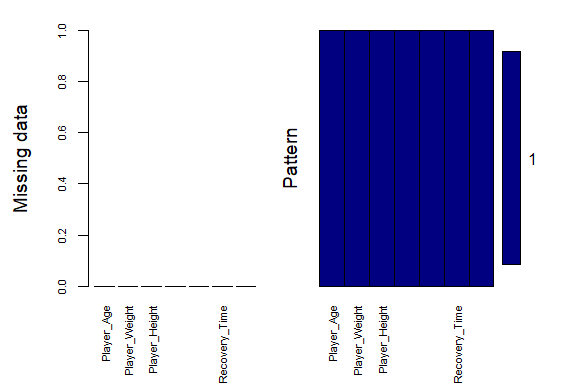 Missing data
1.0
0.8
0.6
0.4
0.2
0.0
Player_Age
Player_Weight
Player_Height
Recovery_Time
Pattern
Player_Age
Player_Weight
Player_Height
Recovery_Time
1